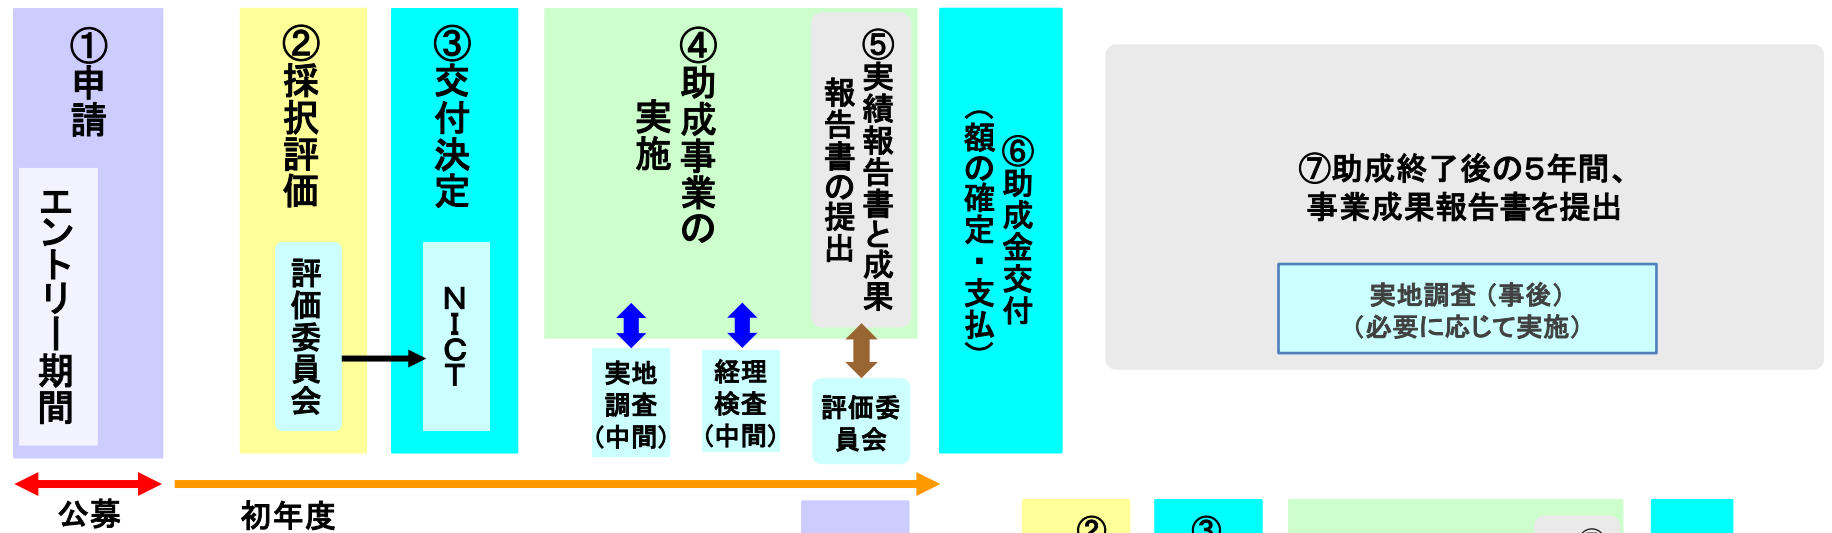 ①申請
エントリー期間
②採択評価
評価委員会
③交付決定
NICT
④助成事業の
実施
⑤実績報告書と成果
報告書の提出
実地
調査
（中間）
経理
検査
（中間）
評価委
員会
⑥助成金交付
（額の確定・支払）
⑦助成終了後の５年間、
事業成果報告書を提出
実地調査（事後）
（必要に応じて実施）
公募
初年度
②
③